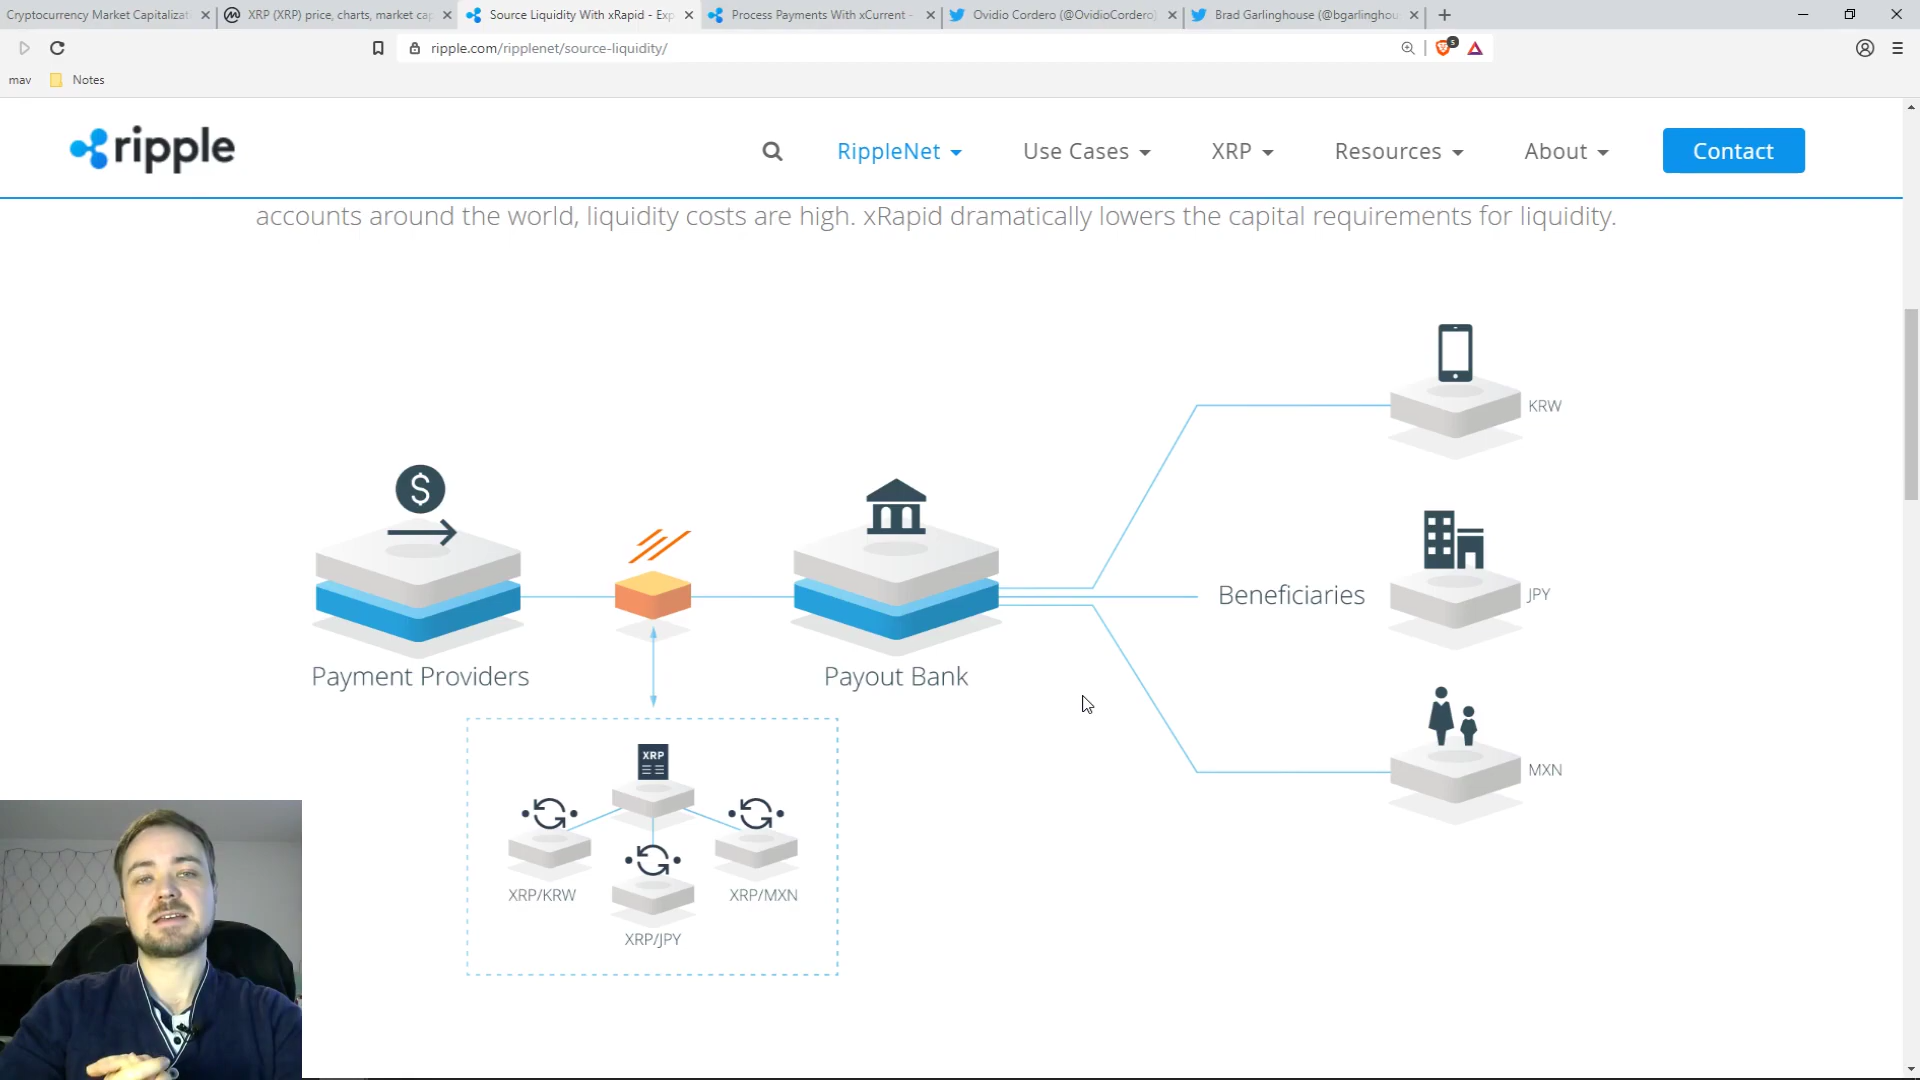 Cryptocurrency Market Capitalizat
XRP (XRP) price, charts, market cap
Source Liquidity With xRapid - Exp
Process Payments With xCurrent -
Ovidio Cordero (@OvidioCordero)
Brad Garlinghouse (@bgarlinghou
ripple.com/ripplenet/source-liquidity/
5
mav
Notes
ripple
RippleNet
Use Cases
XRP
Resources
About
Contact
accounts around the world, liquidity costs are high. xRapid dramatically lowers the capital requirements for liquidity.
KRW
$
Beneficiaries
JPY
Payment Providers
Payout Bank
XRP
MXN
XRP/KRW
XRP/MXN
XRP/JPY